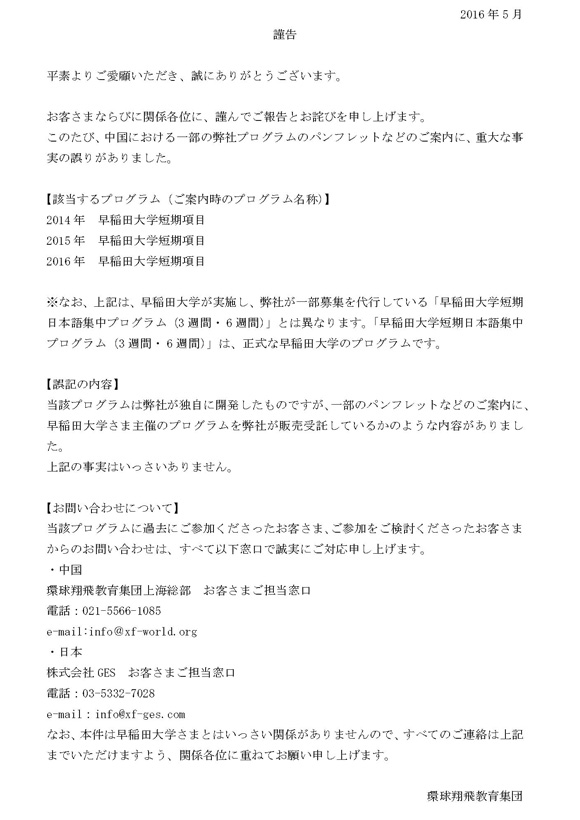 2016年5月
謹告
平素よりご愛願いただき、誠にありがとうございます。
お客さまならびに関係各位に、謹んでご報告とお詫びを申し上げます。
このたび、中国における一部の弊社プログラムのパンフレットなどのご案内に、重大な事
実の誤りがありました。
【該当するプログラム（ご案内時のプログラム名称）】
2014年　早稲田大学短期項目
2015年　早稲田大学短期項目
2016年　早稲田大学短期項目
※なお、上記は、早稲田大学が実施し、弊社が一部募集を代行している「早稲田大学短期
日本語集中プログラム（3週間・6週間）」とは異なります。「早稲田大学短期日本語集中
プログラム（3週間・6週間）」は、正式な早稲田大学のプログラムです。
【誤記の内容】
当該プログラムは弊社が独自に開発したものですが、一部のパンフレットなどのご案内に、
早稲田大学さま主催のプログラムを弊社が販売受託しているかのような内容がありまし
た。
上記の事実はいっさいありません。
【お問い合わせについて】
当該プログラムに過去にご参加くださったお客さま、ご参加をご検討くださったお客さま
からのお問い合わせは、すべて以下窓口で誠実にご対応申し上げます。
・中国
環球翔飛教育集団上海総部　お客さまご担当窓口
電話：021-5566-1085
e-mail:info＠xf-world.org
・日本
株式会社GES　お客さまご担当窓口
電話：03-5332-7028
e-mail：info@xf-ges.com
なお、本件は早稲田大学さまとはいっさい関係がありませんので、すべてのご連絡は上記
までいただけますよう、関係各位に重ねてお願い申し上げます。
環球翔飛教育集団